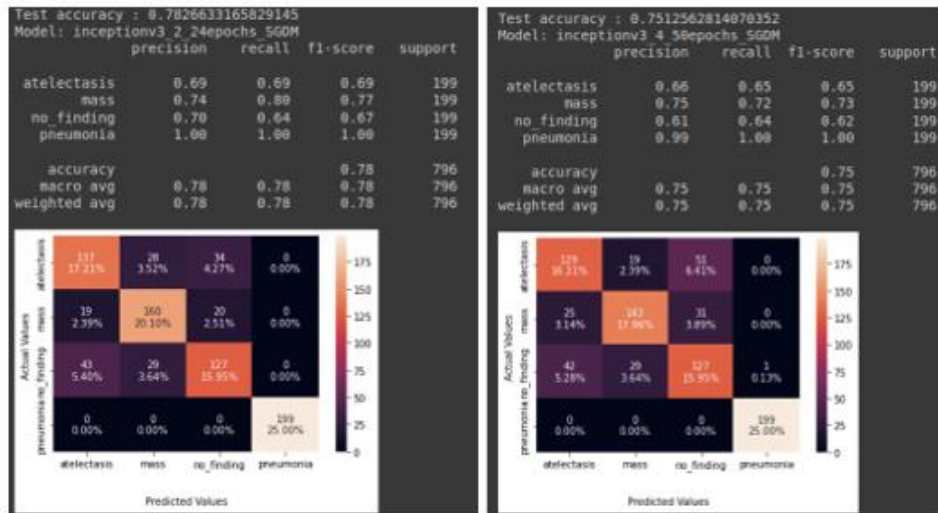 Test accuracy : 0.7826633165829145
Model: inceptionv3_2_24epochs_SGDM
precision recall f1-score support
atelectasis 0.69 0.69 0.69 199
mass 0.74 0.80 0.77 199
no_finding 0.70 0.64 0.67 199
pneumonia 1.00 1.00 1.00 199
accuracy 0.78 796
macro avg 0.78 0.78 0.78 796
weighted avg 0.78 0.78 0.78 796
Actual Values
atelectasis
mass
no_finding
pneumonia
137 28 34 0
17.21% 3.52% 4.27% 0.00%
19 160 20 0
2.39% 20.10% 2.51% 0.00%
43 29 127 0
5.40% 3.64% 15.95% 0.00%
0 0 0 199
0.00% 0.00% 0.00% 25.00%
175
150
125
100
75
50
25
0
atelectasis mass no_finding pneumonia
Predicted Values
Test accuracy : 0.7512562814070352
Model: inceptionv3_4_50epochs_SGDM
precision recall f1-score support
atelectasis 0.66 0.65 0.65 199
mass 0.75 0.72 0.73 199
no_finding 0.61 0.64 0.62 199
pneumonia 0.99 1.00 1.00 199
accuracy 0.75 796
macro avg 0.75 0.75 0.75 796
weighted avg 0.75 0.75 0.75 796
Actual Values
atelectasis
mass
no_finding
pneumonia
129 19 51 0
16.21% 2.39% 6.41% 0.00%
25 143 31 0
3.14% 17.96% 3.89% 0.00%
42 29 127 1
5.28% 3.64% 15.95% 0.13%
0 0 0 199
0.00% 0.00% 0.00% 25.00%
175
150
125
100
75
50
25
0
atelectasis mass no_finding pneumonia
Predicted Values